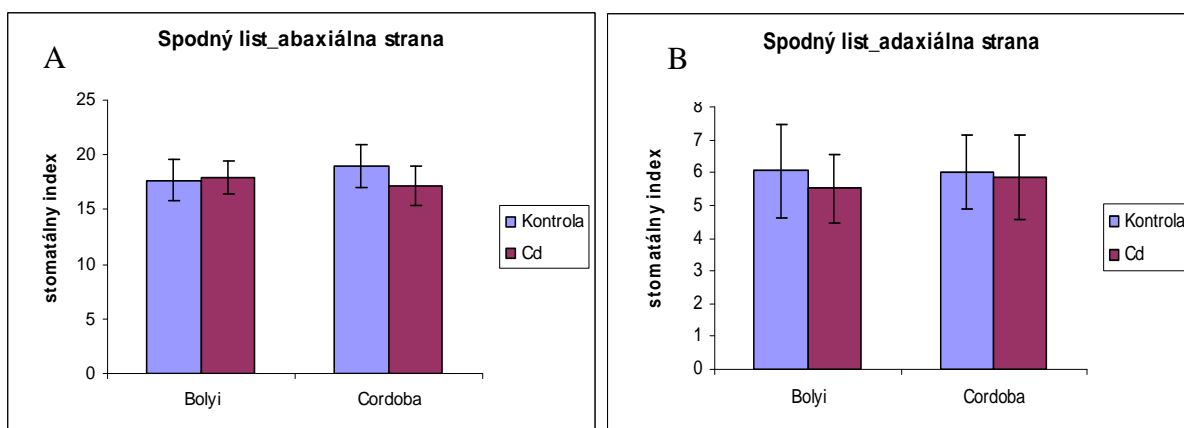 A
Spodný list_abaxiálna strana
stomatálny index
25
20
15
10
5
0
Bolyi
Cordoba
Kontrola
Cd
B
Spodný list_adaxiálna strana
stomatálny index
8
7
6
5
4
3
2
1
0
Bolyi
Cordoba
Kontrola
Cd